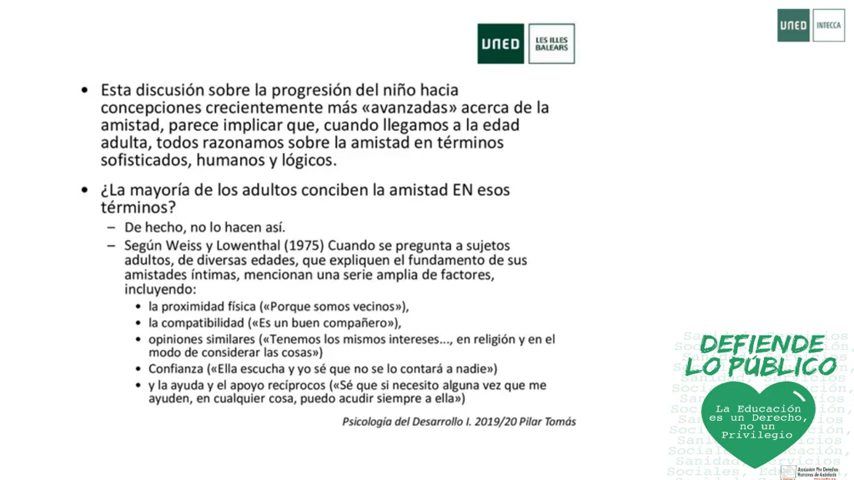 UNED
LES ILLES
BALEARS
UNED
INTECCA
• Esta discusión sobre la progresión del niño hacia
concepciones crecientemente más «avanzadas» acerca de la
amistad, parece implicar que, cuando llegamos a la edad
adulta, todos razonamos sobre la amistad en términos
sofisticados, humanos y lógicos.
• ¿La mayoría de los adultos conciben la amistad EN esos
términos?
– De hecho, no lo hacen así.
– Según Weiss y Lowenthal (1975) Cuando se pregunta a sujetos
adultos, de diversas edades, que expliquen el fundamento de sus
amistades íntimas, mencionan una serie amplia de factores,
incluyendo:
• la proximidad física («Porque somos vecinos»),
• la compatibilidad («Es un buen compañero»),
• opiniones similares («Tenemos los mismos intereses..., en religión y en el
modo de considerar las cosas»)
• Confianza («Ella escucha y yo sé que no se lo contará a nadie»)
• y la ayuda y el apoyo recíprocos («Sé que si necesito alguna vez que me
ayuden, en cualquier cosa, puedo acudir siempre a ella»)
Psicología del Desarrollo I. 2019/20 Pilar Tomás
DEFIENDE
LO PÚBLICO
La Educación
es un Derecho,
no un
Privilegio